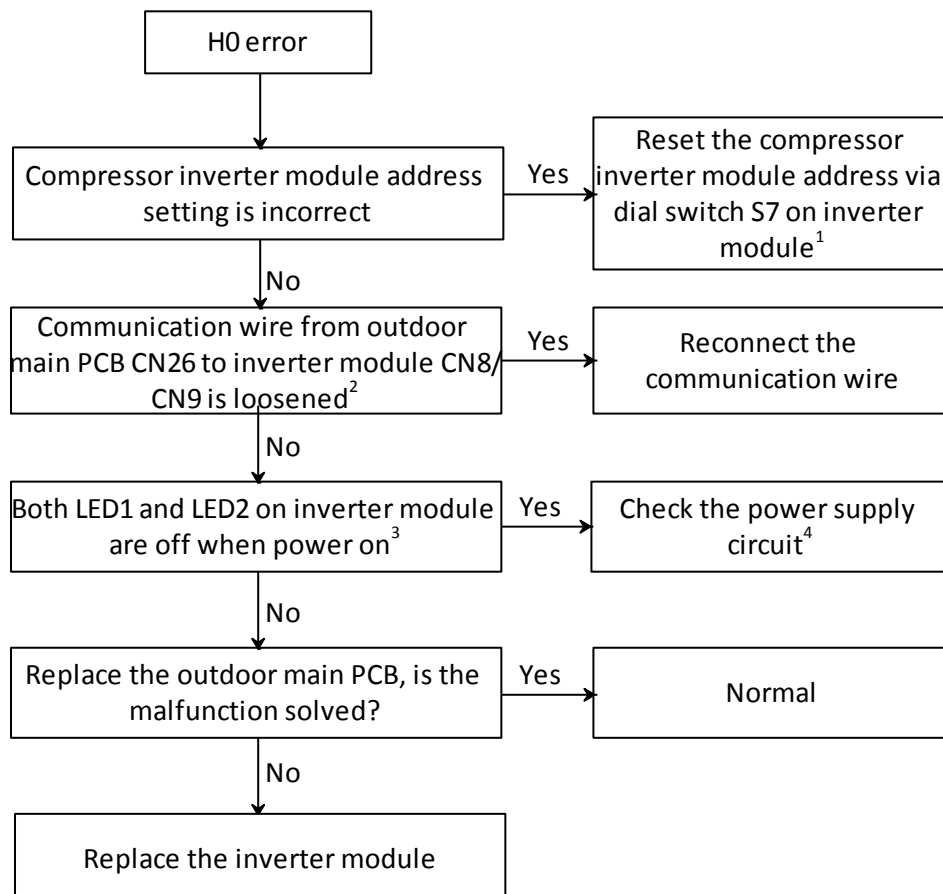 H0 error
Compressor inverter module address
setting is incorrect
Yes
Reset the compressor
inverter module address via
dial switch S7 on inverter
module1
No
Communication wire from outdoor
main PCB CN26 to inverter module CN8/
CN9 is loosened2
Yes
Reconnect the
communication wire
No
Both LED1 and LED2 on inverter module
are off when power on3
Yes
Check the power supply
circuit4
No
Replace the outdoor main PCB, is the
malfunction solved?
Yes
Normal
No
Replace the inverter module